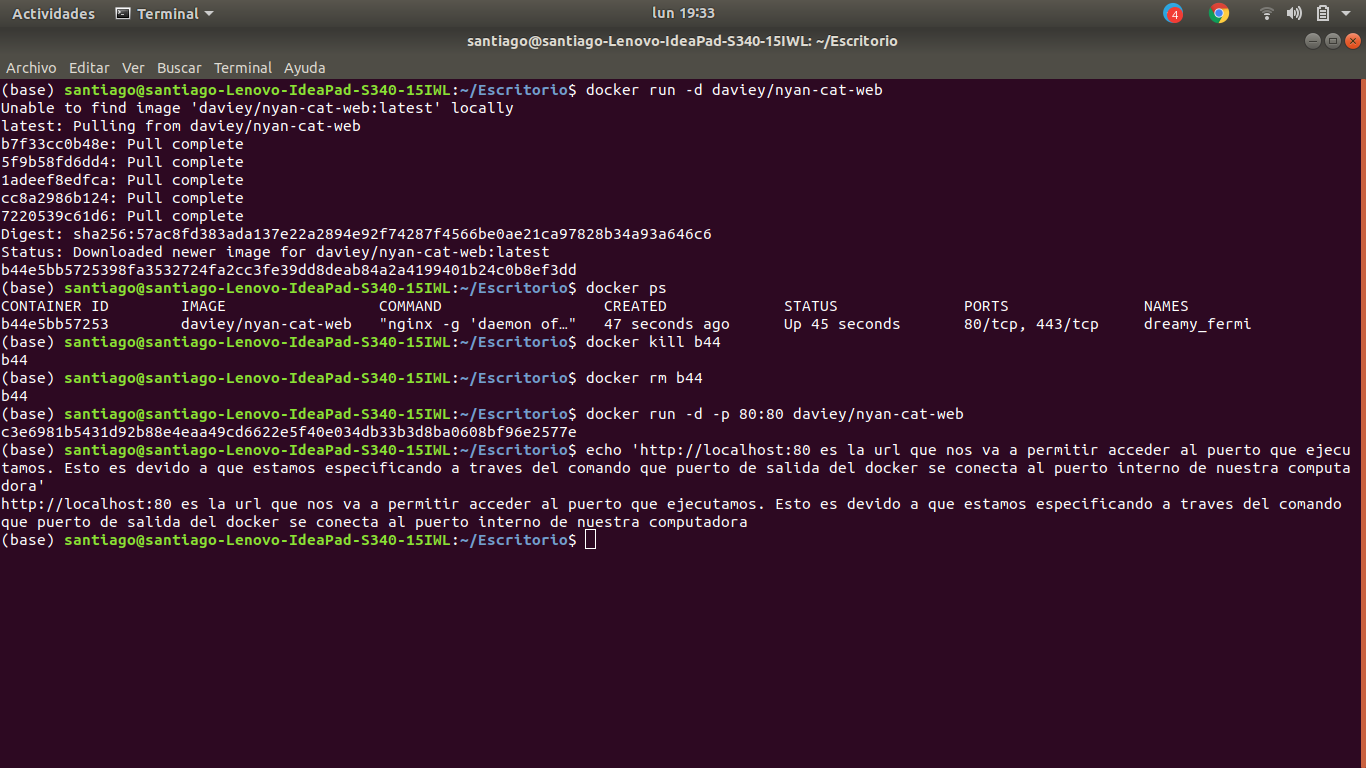 Actividades Terminal lun 19:33 4
santiago@santiago-Lenovo-IdeaPad-S340-15IWL: ~/Escritorio
Archivo Editar Ver Buscar Terminal Ayuda
(base) santiago@santiago-Lenovo-IdeaPad-S340-15IWL:~/Escritorio$ docker run -d daviey/nyan-cat-web
Unable to find image 'daviey/nyan-cat-web:latest' locally
latest: Pulling from daviey/nyan-cat-web
b7f33cc0b48e: Pull complete
5f9b58fd6dd4: Pull complete
1adeef8edfca: Pull complete
cc8a2986b124: Pull complete
7220539c61d6: Pull complete
Digest: sha256:57ac8fd383ada137e22a2894e92f74287f4566be0ae21ca97828b34a93a646c6
Status: Downloaded newer image for daviey/nyan-cat-web:latest
b44e5bb5725398fa3532724fa2cc3fe39dd8deab84a2a4199401b24c0b8ef3dd
(base) santiago@santiago-Lenovo-IdeaPad-S340-15IWL:~/Escritorio$ docker ps
CONTAINER ID        IMAGE                 COMMAND                  CREATED             STATUS              PORTS               NAMES
b44e5bb57253        daviey/nyan-cat-web   "nginx -g 'daemon of…"   47 seconds ago      Up 45 seconds       80/tcp, 443/tcp     dreamy_fermi
(base) santiago@santiago-Lenovo-IdeaPad-S340-15IWL:~/Escritorio$ docker kill b44
b44
(base) santiago@santiago-Lenovo-IdeaPad-S340-15IWL:~/Escritorio$ docker rm b44
b44
(base) santiago@santiago-Lenovo-IdeaPad-S340-15IWL:~/Escritorio$ docker run -d -p 80:80 daviey/nyan-cat-web
c3e6981b5431d92b88e4eaa49cd6622e5f40e034db33b3d8ba0608bf96e2577e
(base) santiago@santiago-Lenovo-IdeaPad-S340-15IWL:~/Escritorio$ echo 'http://localhost:80 es la url que nos va a permitir acceder al puerto que ejecu
tamos. Esto es devido a que estamos especificando a traves del comando que puerto de salida del docker se conecta al puerto interno de nuestra computa
dora'
http://localhost:80 es la url que nos va a permitir acceder al puerto que ejecutamos. Esto es devido a que estamos especificando a traves del comando
que puerto de salida del docker se conecta al puerto interno de nuestra computadora
(base) santiago@santiago-Lenovo-IdeaPad-S340-15IWL:~/Escritorio$